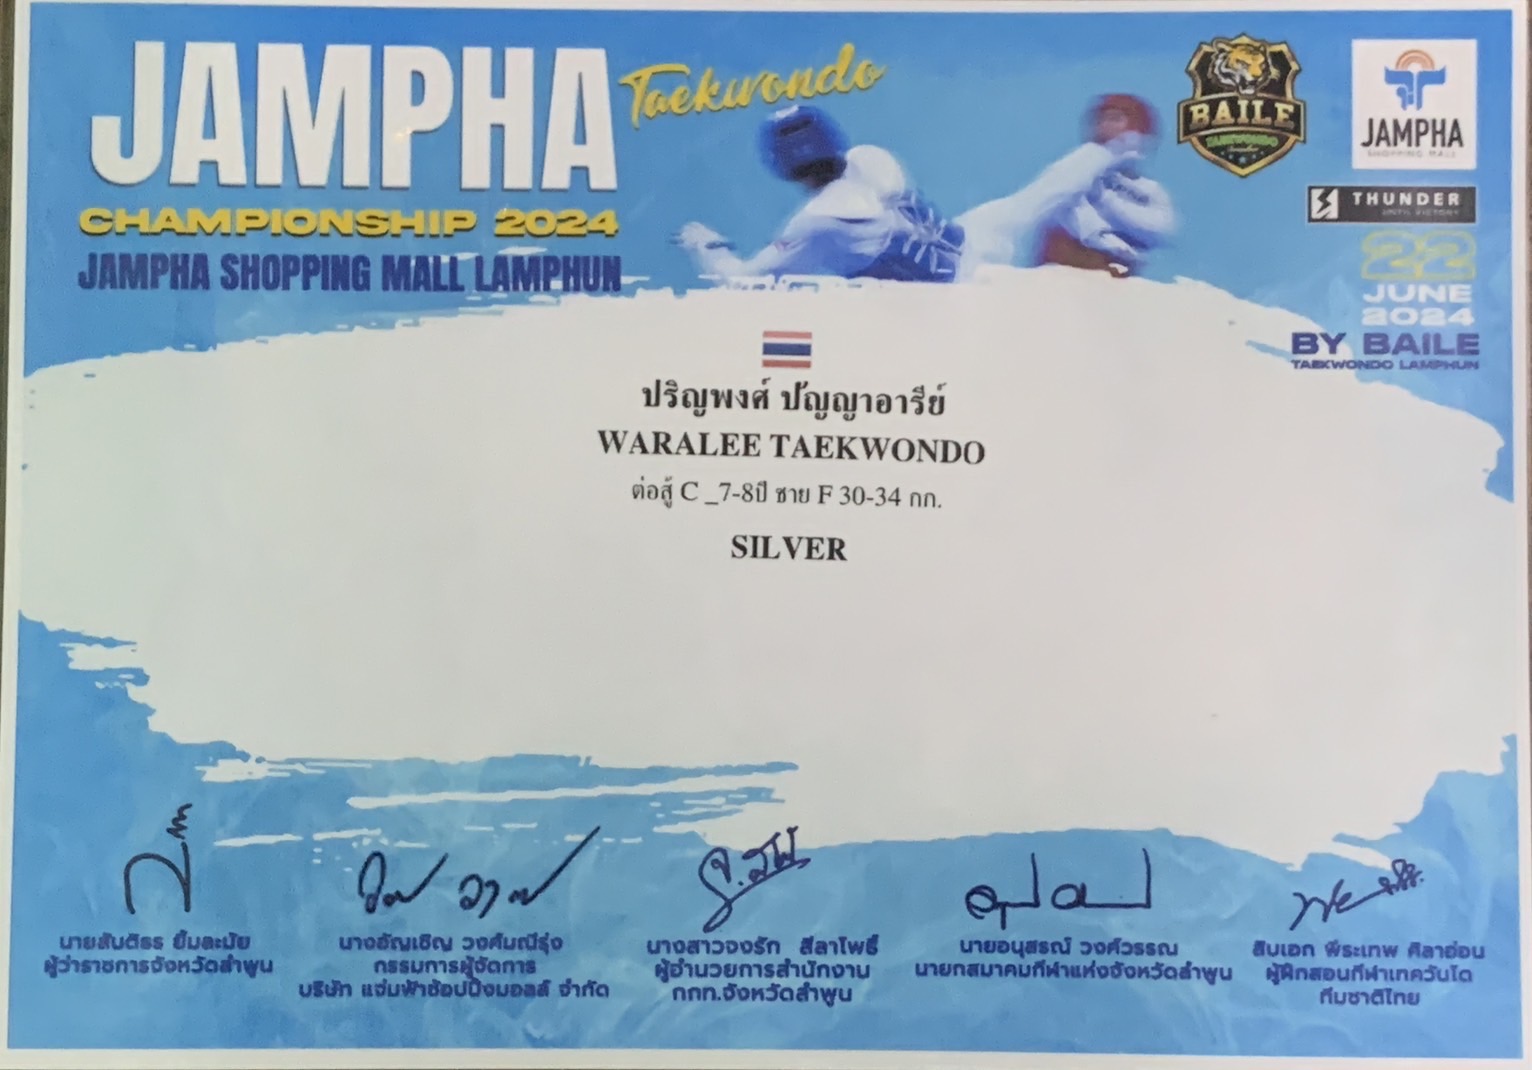 JAMPHA Taekwondo
CHAMPIONSHIP 2024
JAMPHA SHOPPING MALL LAMPHUN
BAILE
TAEKWONDO
JAMPHA
SHOPPING MALL
THUNDER
UNTIL VICTORY
22
JUNE
2024
BY BAILE
TAEKWONDO LAMPHUN
ปริญพงศ์ ปัญญาอารีย์
WARALEE TAEKWONDO
ต่อสู้ C _7-8ปี ชาย F 30-34 กก.
SILVER
นายสันติธร ยิ้มละมัย
ผู้ว่าราชการจังหวัดลำพูน
นางอัญเชิญ วงศ์มณีรุ่ง
กรรมการผู้จัดการ
บริษัท แจ่มฟ้าช้อปปิ้งมอลล์ จำกัด
นางสาวจงรัก สีลาโพธิ์
ผู้อำนวยการสำนักงาน
กกท.จังหวัดลำพูน
นายอนุสรณ์ วงศ์วรรณ
นายกสมาคมกีฬาแห่งจังหวัดลำพูน
สิบเอก พีระเทพ ศิลาอ่อน
ผู้ฝึกสอนกีฬาเทควันโด
ทีมชาติไทย